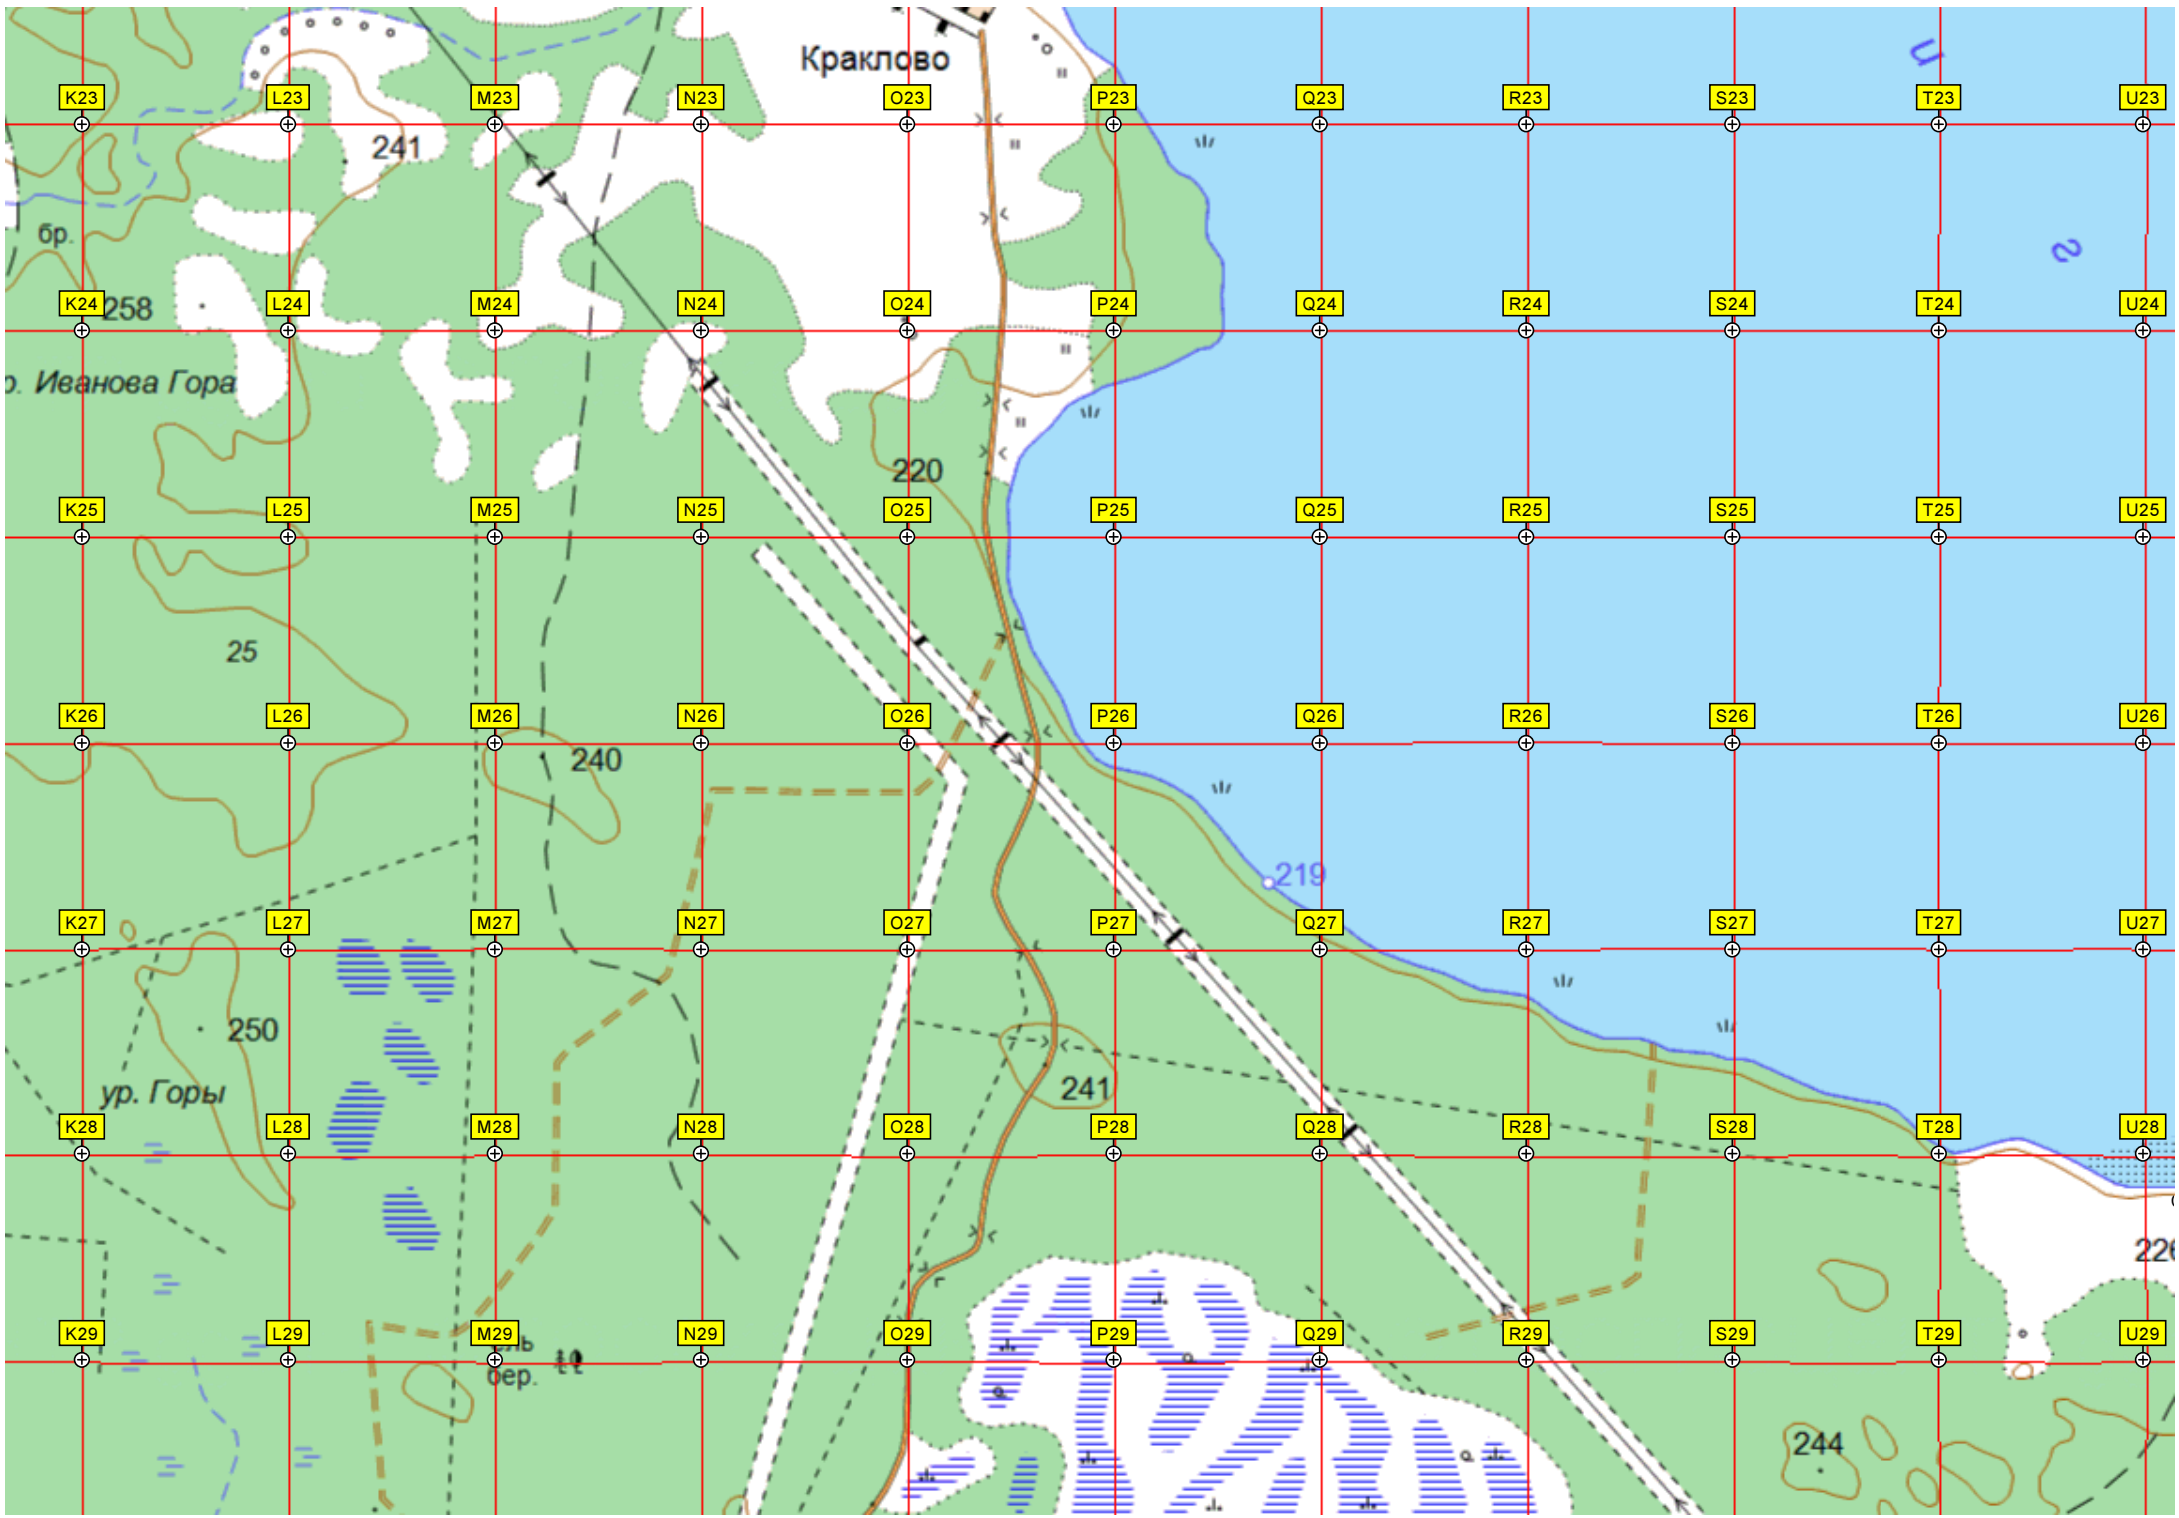 Краклово
и
K23 L23 M23 N23 O23 P23 Q23 R23 S23 T23 U23
241
бр.
г
K24 258 L24 M24 N24 O24 P24 Q24 R24 S24 T24 U24
р. Иванова Гора
220
K25 L25 M25 N25 O25 P25 Q25 R25 S25 T25 U25
25
K26 L26 M26 N26 O26 P26 Q26 R26 S26 T26 U26
240
219
K27 L27 M27 N27 O27 P27 Q27 R27 S27 T27 U27
250
241
ур. Горы
K28 L28 M28 N28 O28 P28 Q28 R28 S28 T28 U28
226
K29 L29 M29 N29 O29 P29 Q29 R29 S29 T29 U29
бер.
244